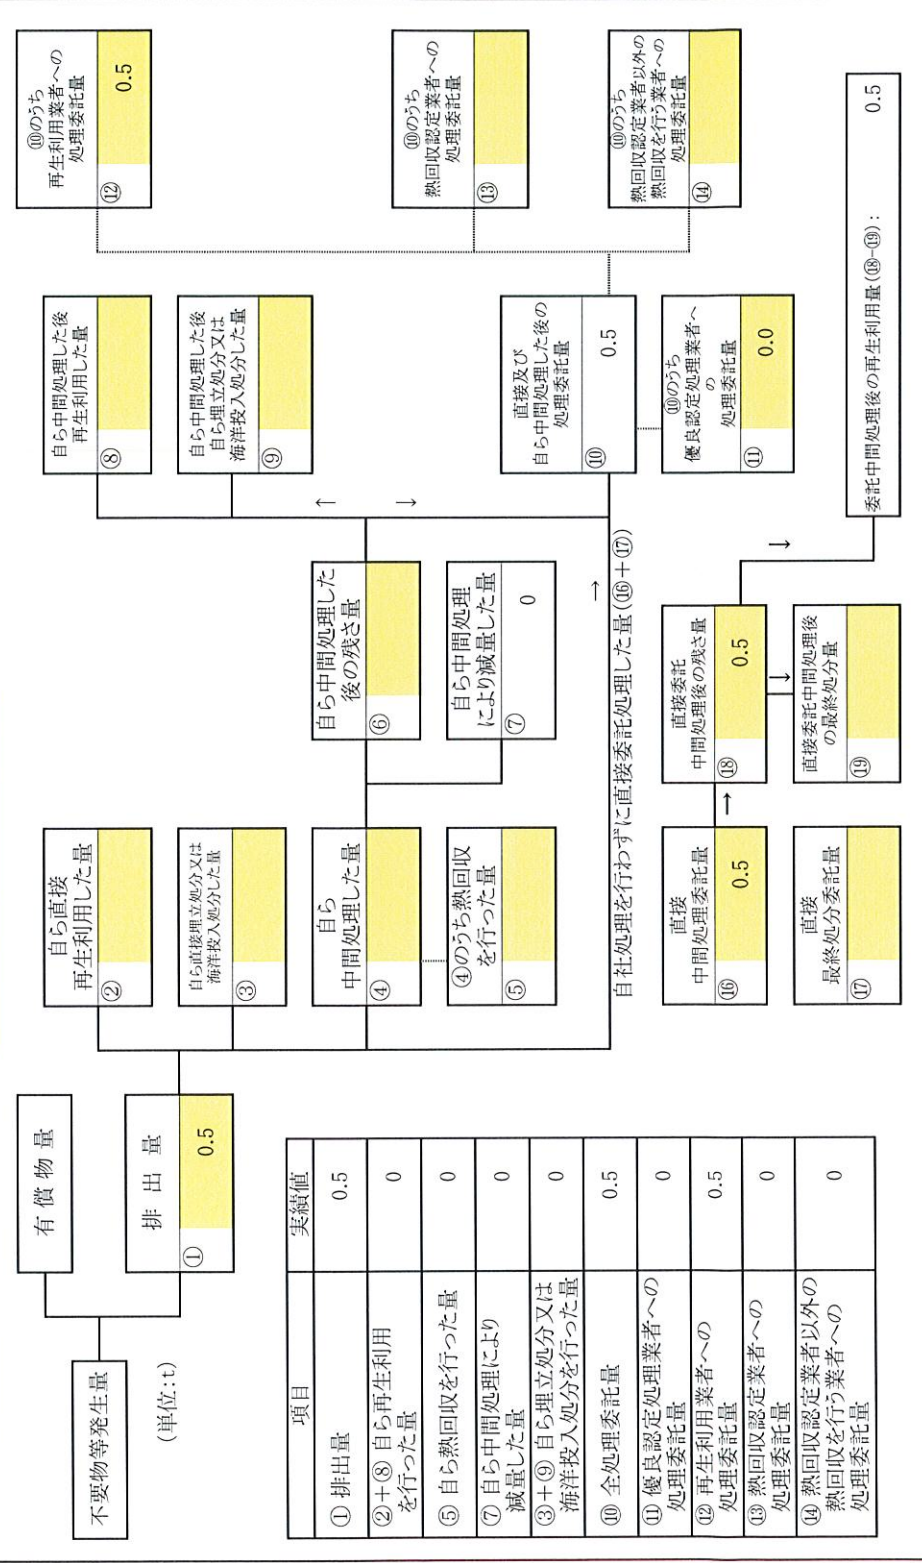 不要物等発生量
(単位:t)
有 償 物 量
排 出 量
① 0.5
自ら直接
再生利用した量
②
自ら直接埋立処分又は
海洋投入処分した量
③
自ら
中間処理した量
④
④のうち熱回収
を行った量
⑤
自ら中間処理した
後の残さ量
⑥
自ら中間処理
により減量した量
⑦ 0
自ら中間処理した後
再生利用した量
⑧
自ら中間処理した後
自ら埋立処分又は
海洋投入処分した量
⑨
直接及び
自ら中間処理した後の
処理委託量
⑩ 0.5
⑩のうち
優良認定処理業者へ
の
処理委託量
⑪ 0.0
⑩のうち
再生利用業者への
処理委託量
⑫ 0.5
⑩のうち
熱回収認定業者への
処理委託量
⑬
⑩のうち
熱回収認定業者以外の
熱回収を行う業者への
処理委託量
⑭
↑
↓
→
自社処理を行わずに直接委託処理した量(⑯+⑰)
直接
中間処理委託量
⑯ 0.5
→
直接
最終処分委託量
⑰
直接委託
中間処理後の残さ量
⑱ 0.5
↓
直接委託中間処理後
の最終処分量
⑲
↓
委託中間処理後の再生利用量(⑱-⑲): 0.5
項目 実績値
① 排出量 0.5
②+⑧ 自ら再生利用
を行った量 0
⑤ 自ら熱回収を行った量 0
⑦ 自ら中間処理により
減量した量 0
③+⑨ 自ら埋立処分又は
海洋投入処分を行った量 0
⑩ 全処理委託量 0.5
⑪ 優良認定処理業者への
処理委託量 0
⑫ 再生利用業者への
処理委託量 0.5
⑬ 熱回収認定業者への
処理委託量 0
⑭ 熱回収認定業者以外の
熱回収を行う業者への
処理委託量 0